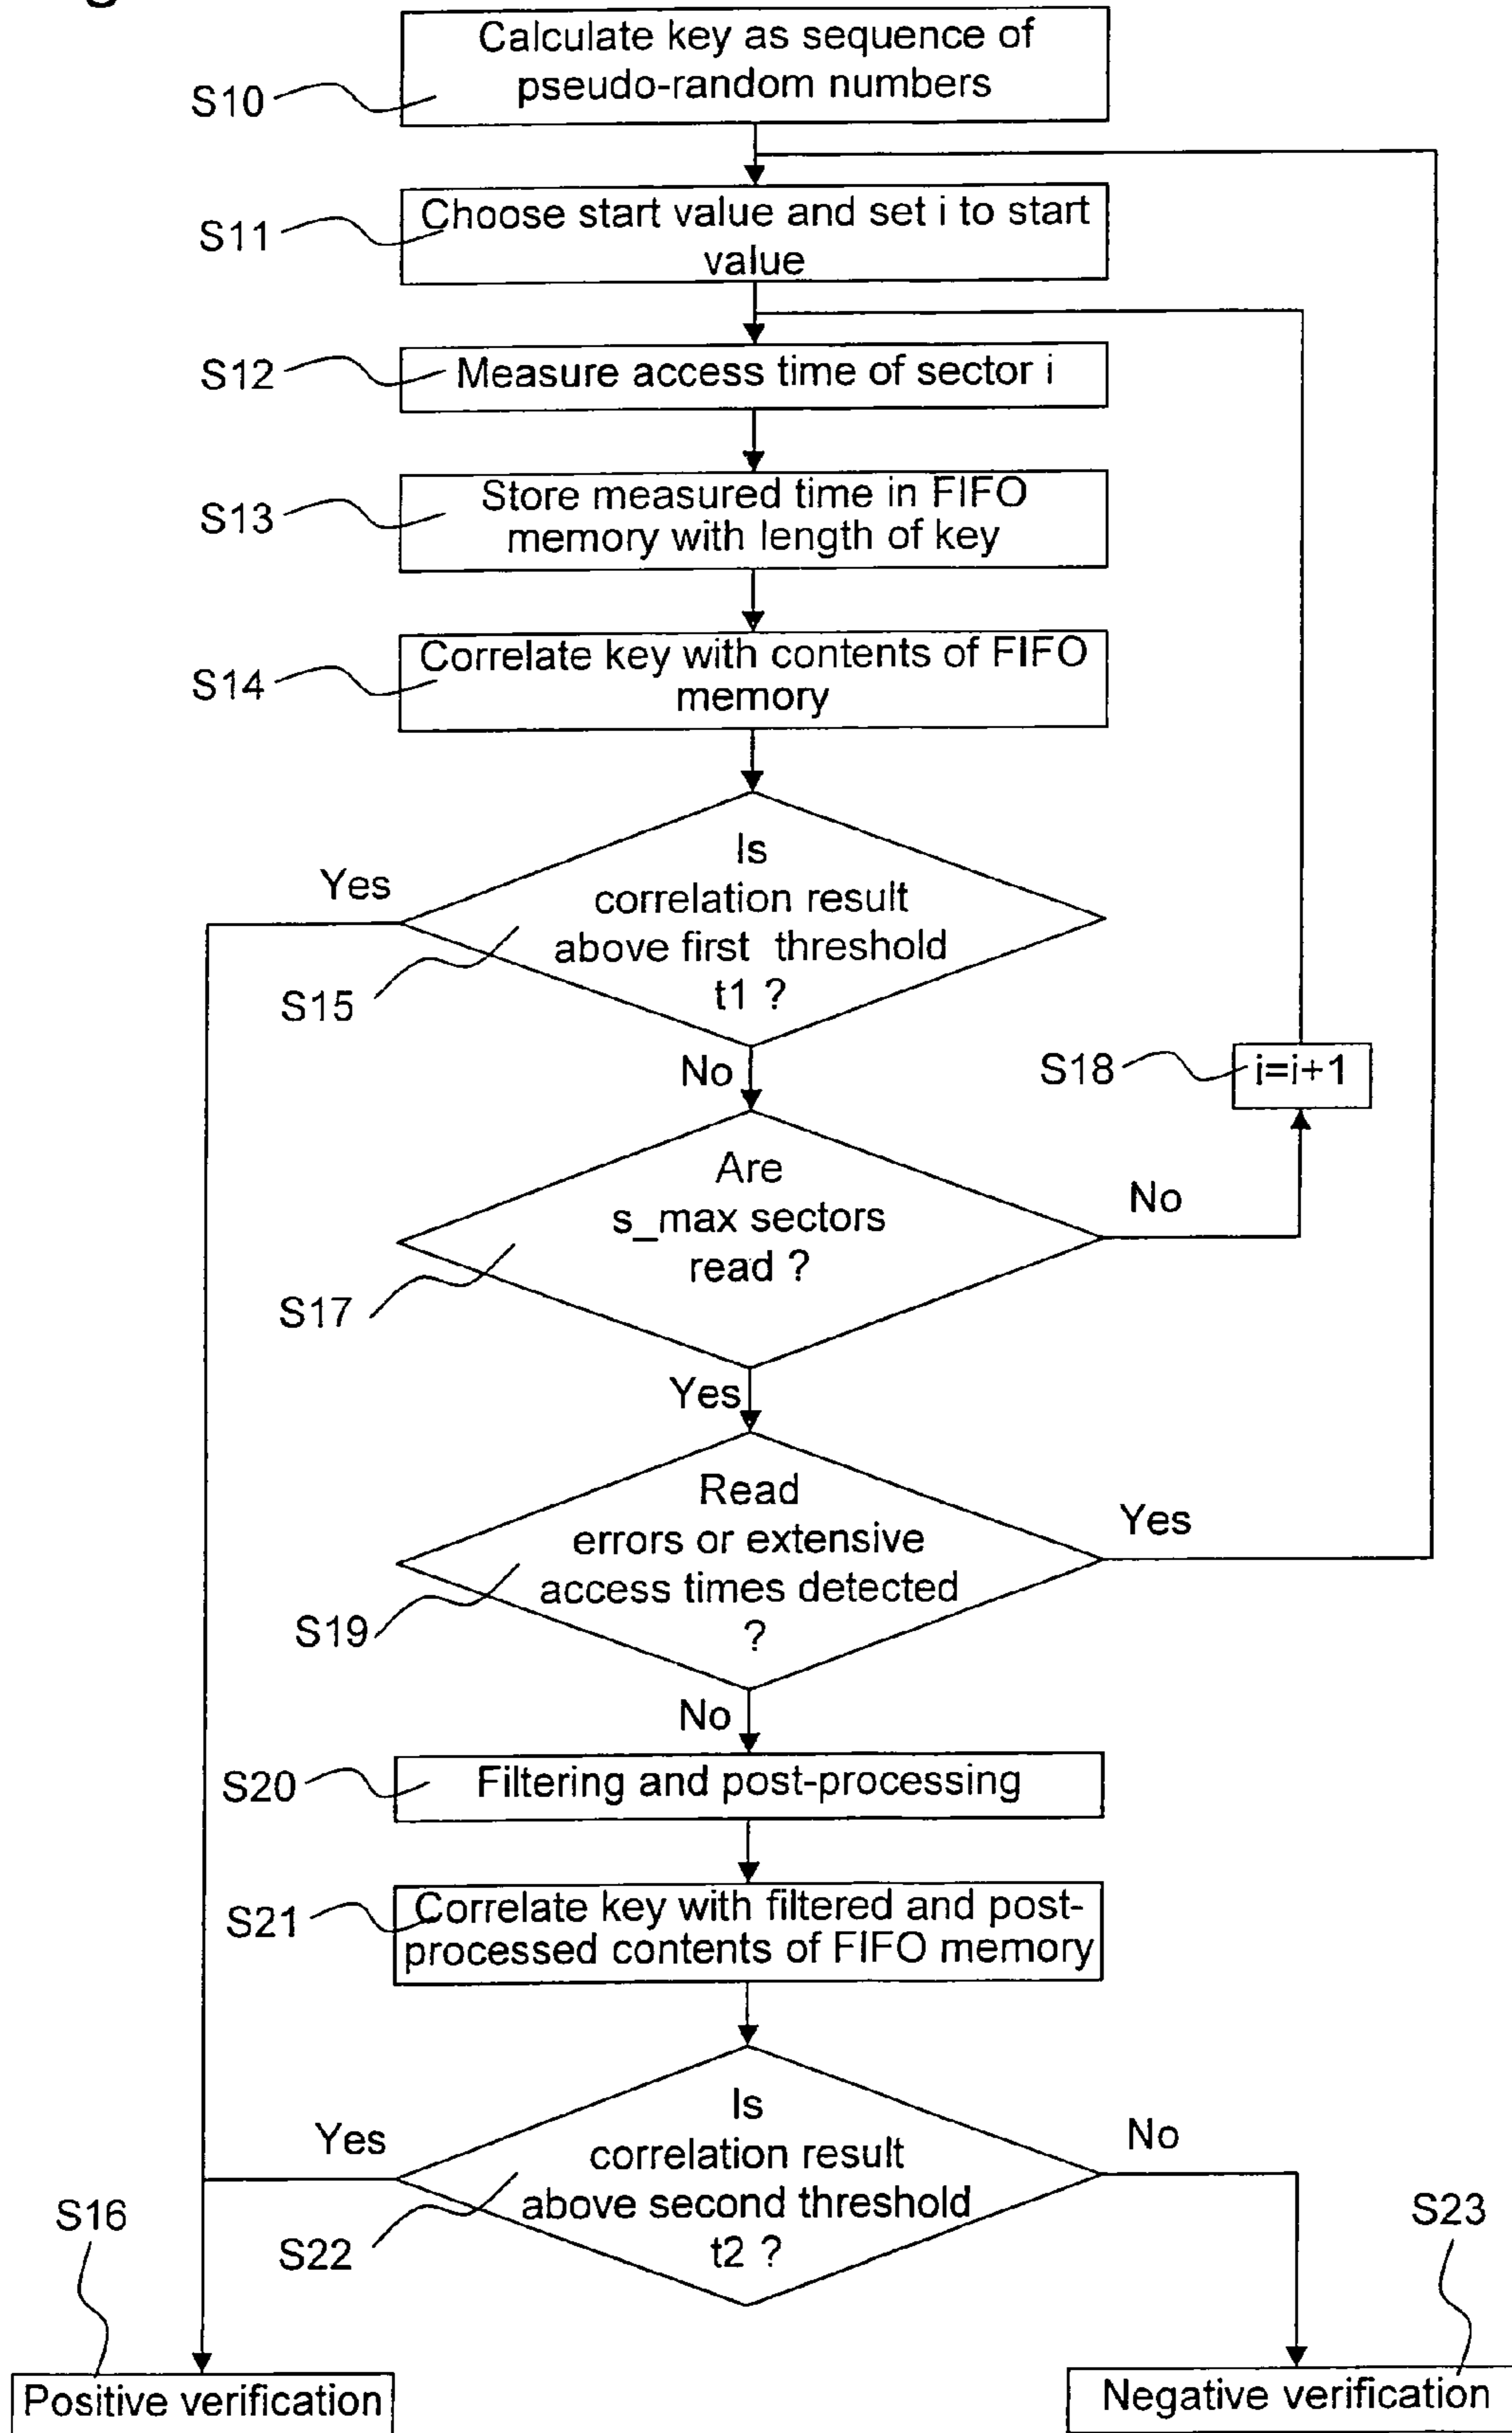 Calculate key as sequence of
pseudo-random numbers
S10
S11
Choose start value and set i to start
value
S12
Measure access time of sector i
S13
Store measured time in FIFO
memory with length of key
S14
Correlate key with contents of FIFO
memory
Yes
Is
correlation result
above first threshold
t1 ?
S15
No
S18
i=i+1
Are
s_max sectors
read ?
No
S17
Yes
Read
errors or extensive
access times detected
?
Yes
S19
No
S20
Filtering and post-processing
S21
Correlate key with filtered and post-
processed contents of FIFO memory
Yes
Is
correlation result
above second threshold
t2 ?
No
S16
S22
S23
Positive verification
Negative verification